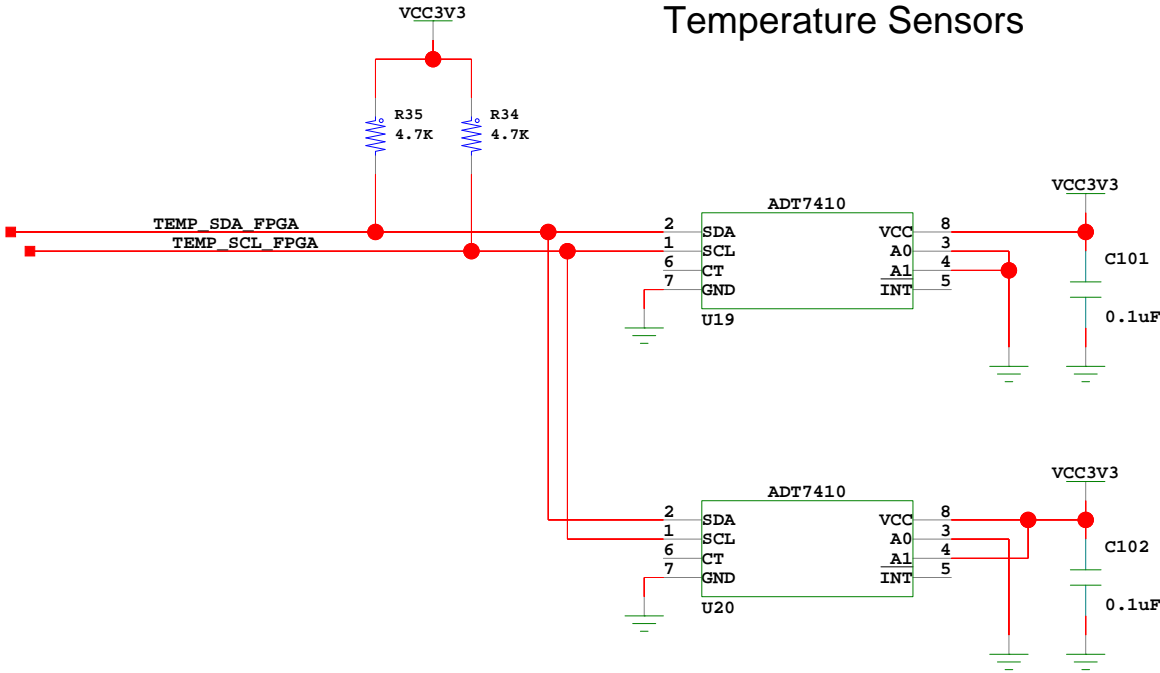 Temperature Sensors
VCC3V3
R35
4.7K
R34
4.7K
TEMP_SDA_FPGA
TEMP_SCL_FPGA
ADT7410
2 SDA VCC 8
1 SCL A0 3
6 CT A1 4
7 GND INT 5
U19
VCC3V3
C101
0.1uF
ADT7410
2 SDA VCC 8
1 SCL A0 3
6 CT A1 4
7 GND INT 5
U20
VCC3V3
C102
0.1uF